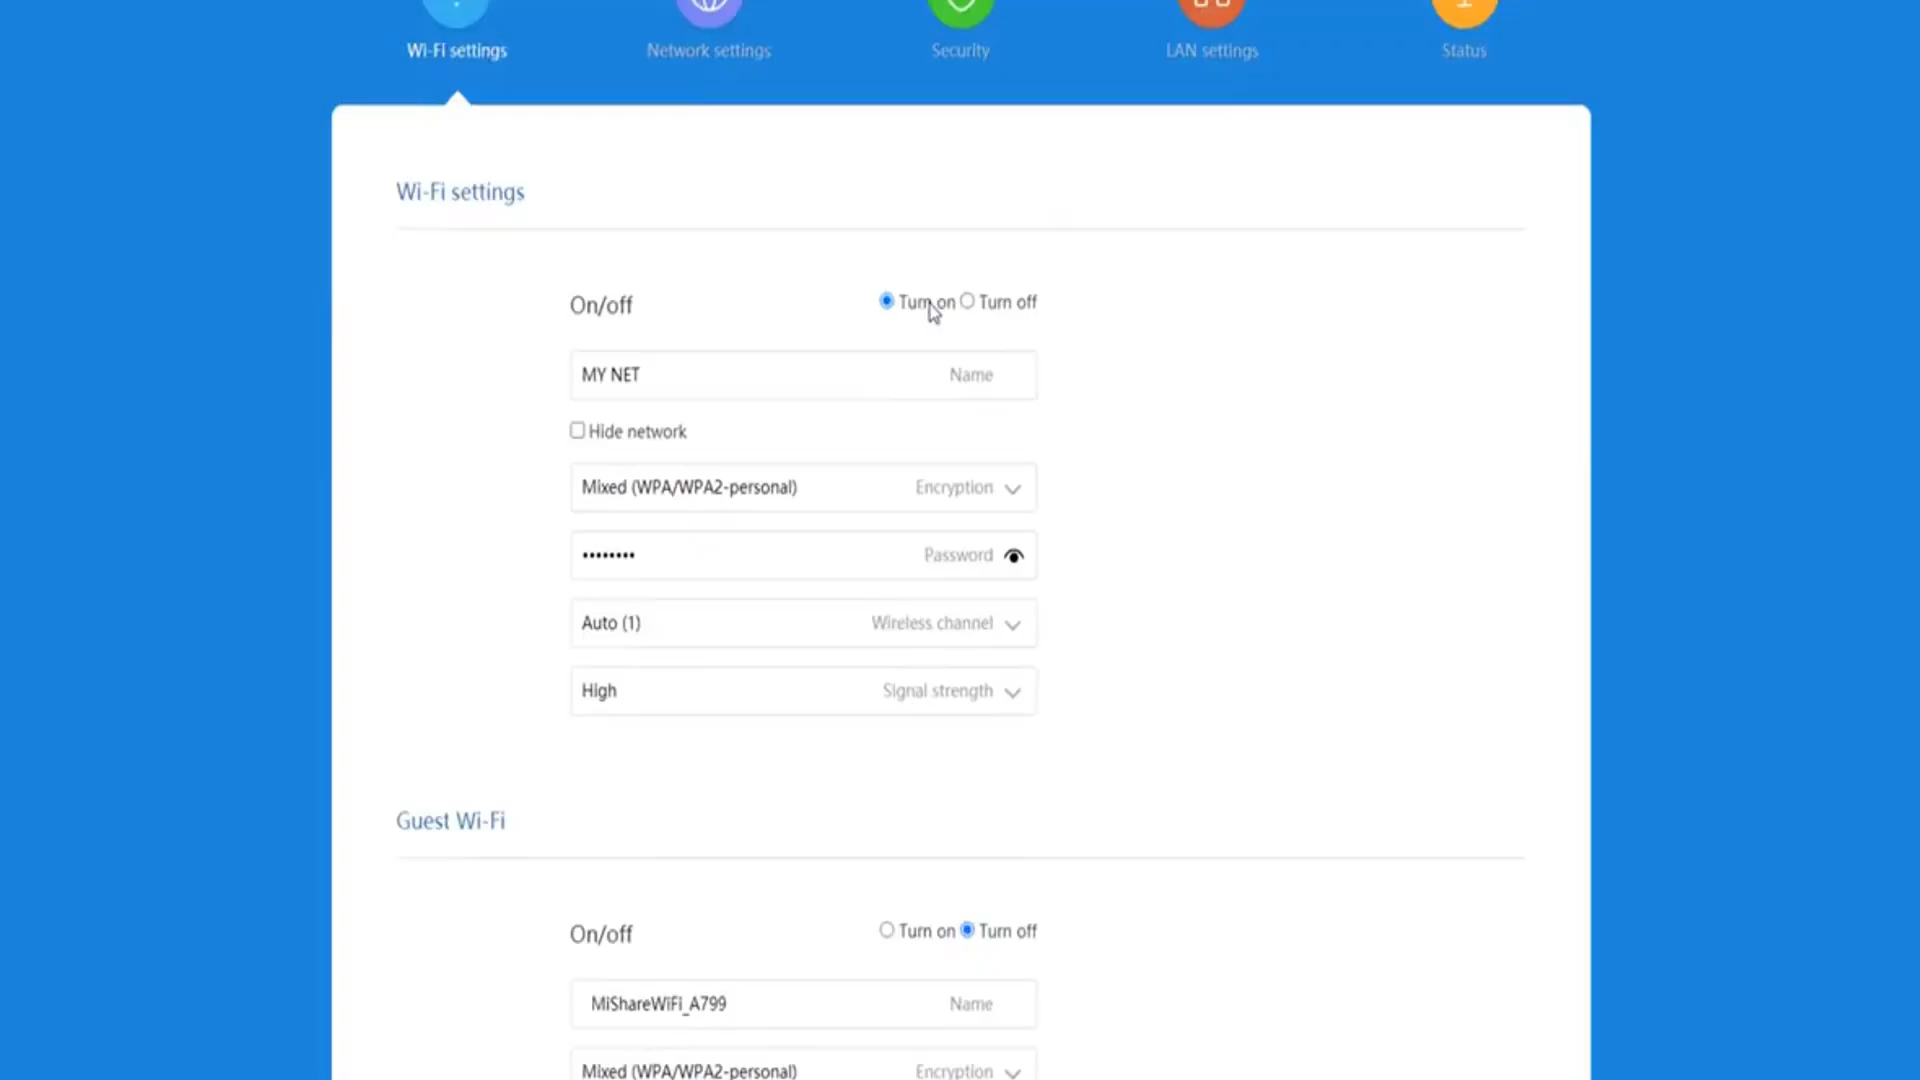 Wi-Fi settings Network settings Security LAN settings Status
Wi-Fi settings
On/off Turn on Turn off
MY NET Name
Hide network
Mixed (WPA/WPA2-personal) Encryption
•••••••• Password
Auto (1) Wireless channel
High Signal strength
Guest Wi-Fi
On/off Turn on Turn off
MiShareWiFi_A799 Name
Mixed (WPA/WPA2-personal) Encryption